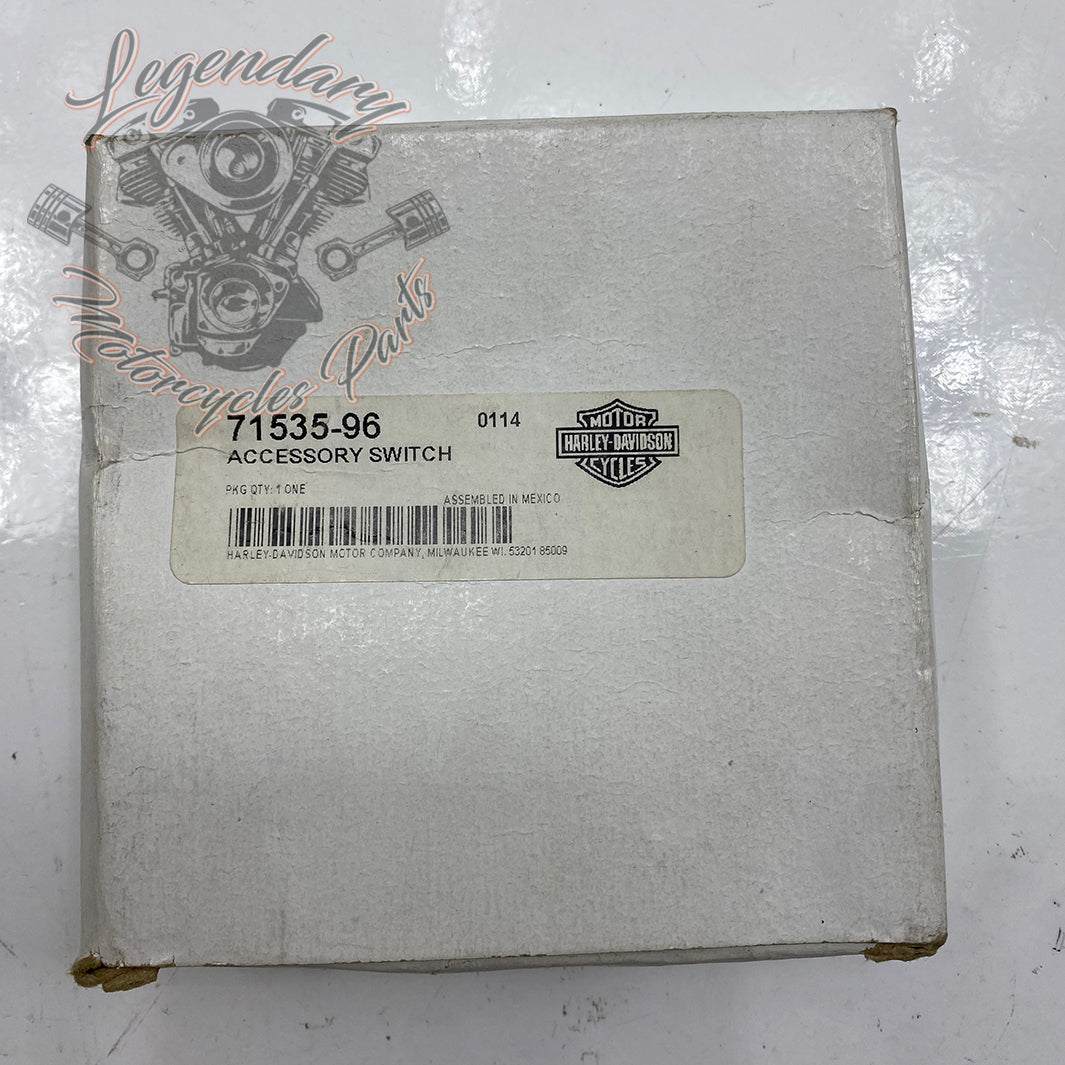 Legendary
Motorcycles Parts
71535-96 0114
ACCESSORY SWITCH
MOTOR
HARLEY-DAVIDSON
CYCLES
PKG QTY: 1 ONE
ASSEMBLED IN MEXICO
HARLEY-DAVIDSON MOTOR COMPANY, MILWAUKEE WI. 53201 85009